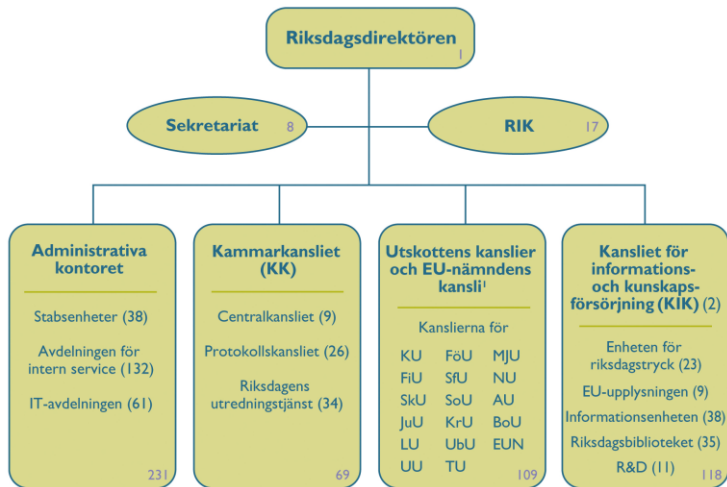 Riksdagsdirektören
1
Sekretariat
8
RIK
17
Administrativa
kontoret
Stabsenheter (38)
Avdelningen för
intern service (132)
IT-avdelningen (61)
231
Kammarkansliet
(KK)
Centralkansliet (9)
Protokollskansliet (26)
Riksdagens
utredningstjänst (34)
69
Utskottens kanslier
och EU-nämndens
kansli¹
Kanslierna för
KU FöU MJU
FiU SfU NU
SkU SoU AU
JuU KrU BoU
LU UbU EUN
UU TU
109
Kansliet för
informations-
och kunskaps-
försörjning (KIK) (2)
Enheten för
riksdagstryck (23)
EU-upplysningen (9)
Informationsenheten (38)
Riksdagsbiblioteket (35)
R&D (11)
118